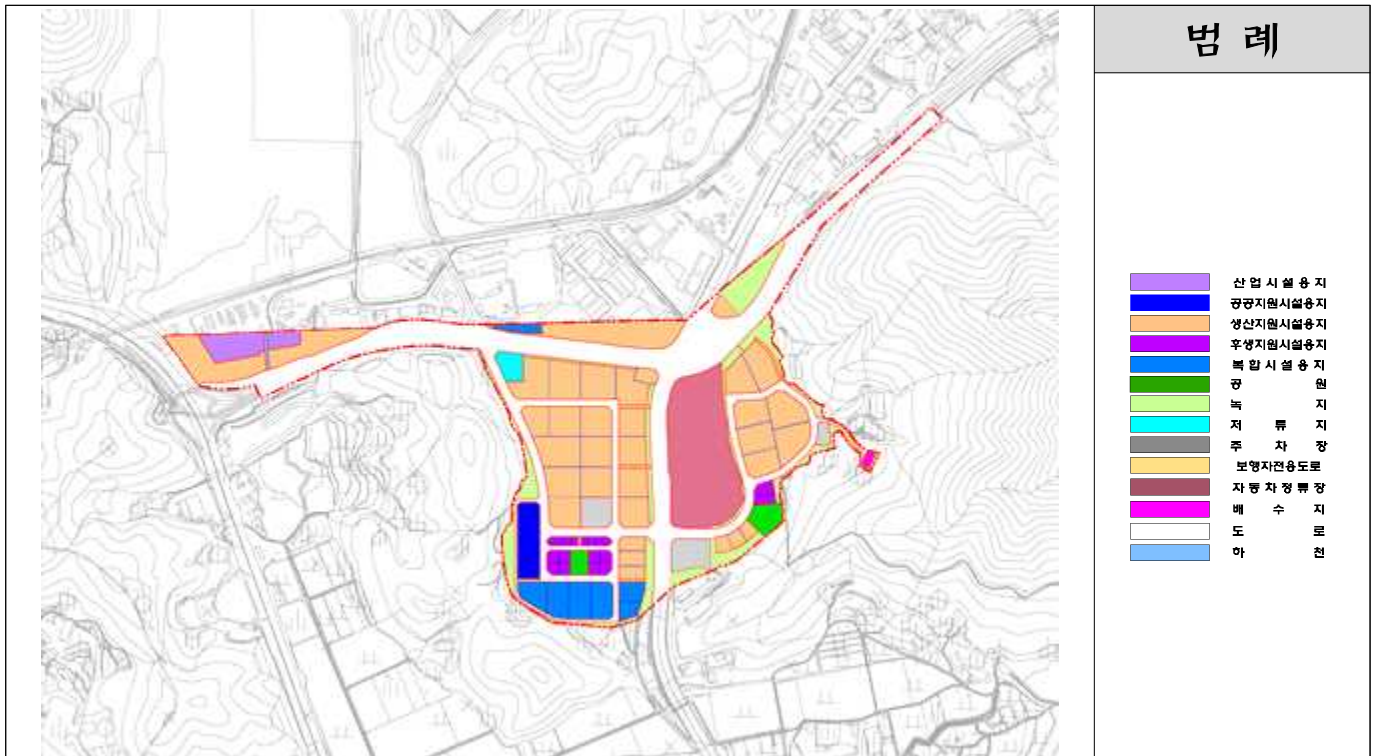 범 례
산 업 시 설 용 지
공공지원시설용지
생산지원시설용지
후생지원시설용지
복 합 시 설 용 지
공 원
녹 지
저 류 지
주 차 장
보행자전용도로
자 동 차 정 류 장
배 수 지
도 로
하 천